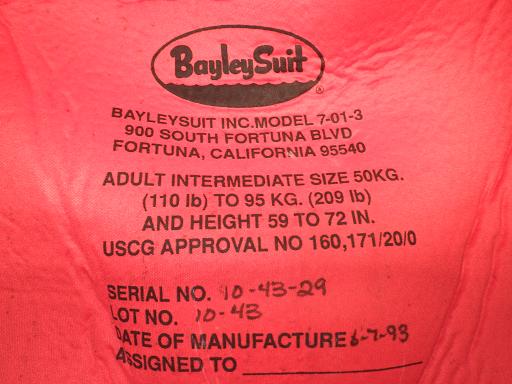 BayleySuit ®
BAYLEYSUIT INC.MODEL 7-01-3
900 SOUTH FORTUNA BLVD
FORTUNA, CALIFORNIA 95540
ADULT INTERMEDIATE SIZE 50KG.
(110 lb) TO 95 KG. (209 lb)
AND HEIGHT 59 TO 72 IN.
USCG APPROVAL NO 160,171/20/0
SERIAL NO. 10-43-29
LOT NO. 10-43
DATE OF MANUFACTURE 6-7-93
ASSIGNED TO